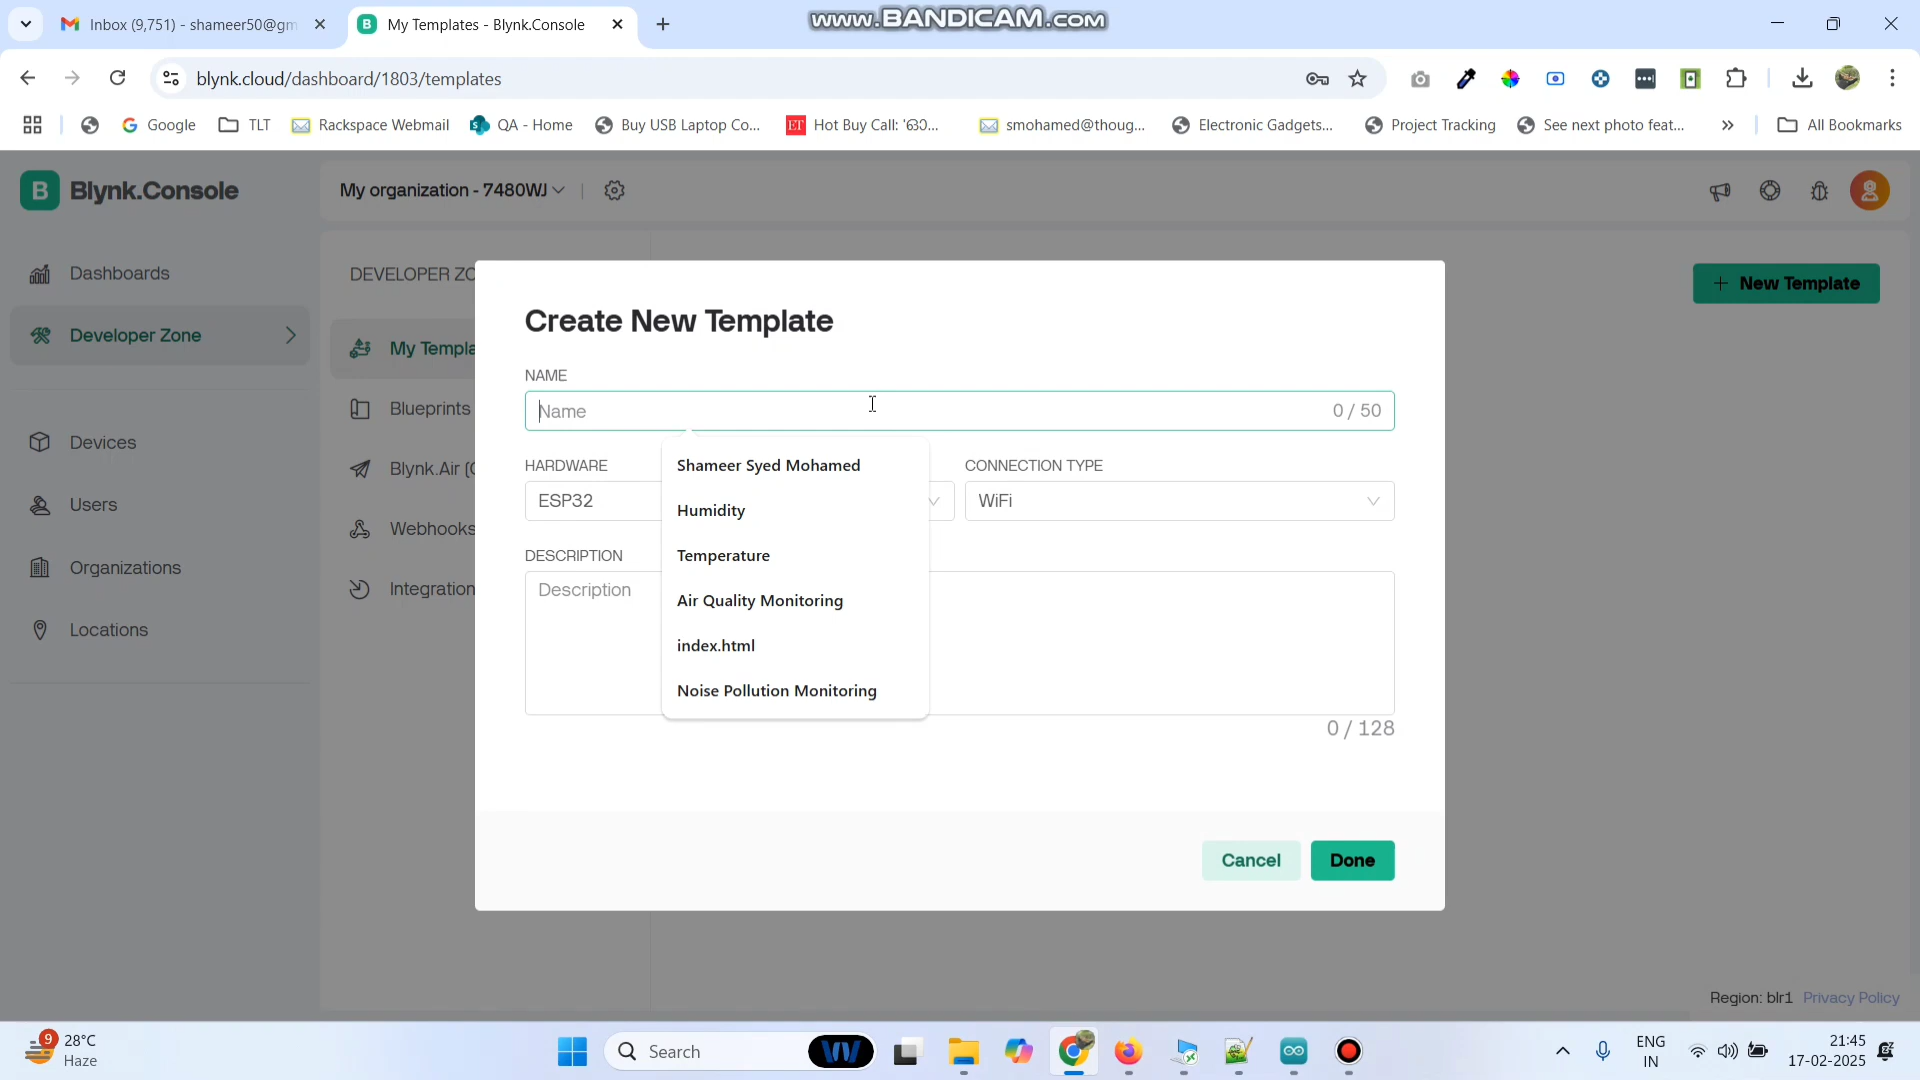 www.BANDICAM.com
Inbox (9,751) - shameer50@gm
My Templates - Blynk.Console
blynk.cloud/dashboard/1803/templates
Google
TLT
Rackspace Webmail
QA - Home
Buy USB Laptop Co...
ET
Hot Buy Call: '630...
smohamed@thoug...
Electronic Gadgets...
Project Tracking
See next photo feat...
All Bookmarks
B
Blynk.Console
My organization - 7480WJ
Dashboards
Developer Zone
Devices
Users
Organizations
Locations
DEVELOPER ZO
My Templa
Blueprints
Blynk.Air (
Webhooks
Integration
New Template
Create New Template
NAME
Name
0 / 50
HARDWARE
ESP32
CONNECTION TYPE
WiFi
DESCRIPTION
Description
0 / 128
Shameer Syed Mohamed
Humidity
Temperature
Air Quality Monitoring
index.html
Noise Pollution Monitoring
Cancel
Done
Region: blr1 Privacy Policy
9
28°C
Haze
Search
ENG
IN
21:45
17-02-2025